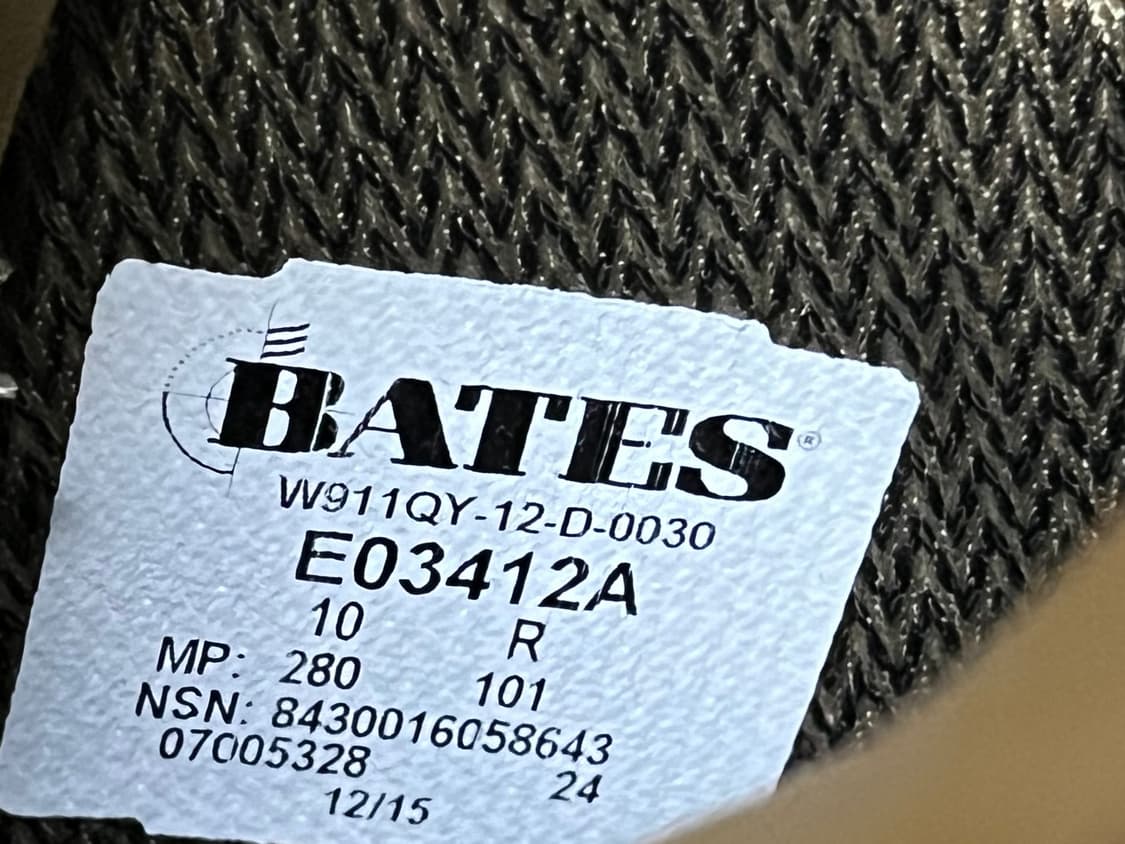 BATES®
W911QY-12-D-0030
E03412A
10 R
MP: 280 101
NSN: 8430016058643
07005328 24
12/15